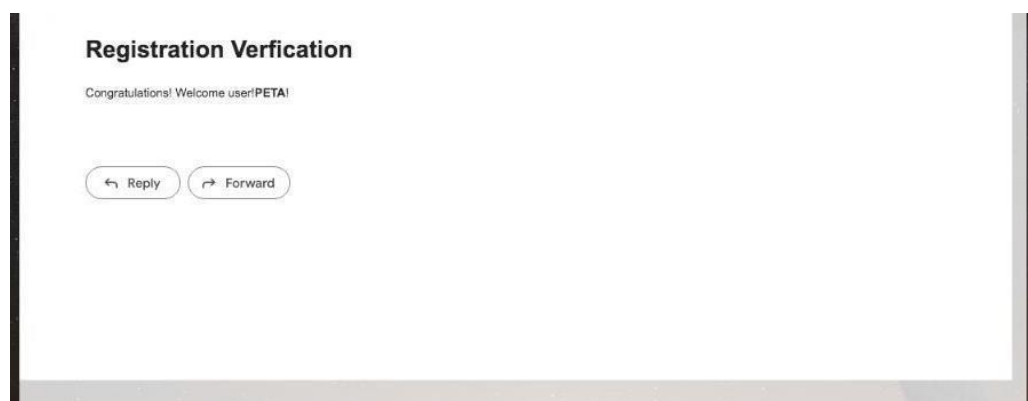 Registration Verfication
Congratulations! Welcome user!PETA!
Reply
Forward